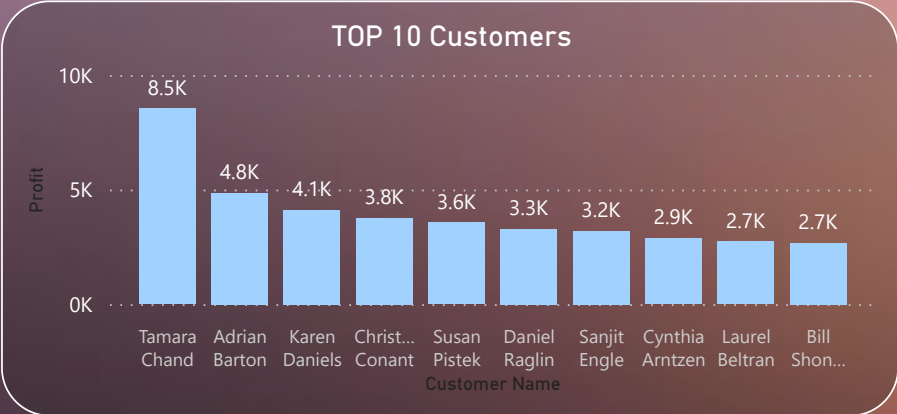 TOP 10 Customers
10K
8.5K
4.8K
Profit
5K
4.1K
3.8K
3.6K
3.3K
3.2K
2.9K
2.7K
2.7K
0K
Tamara Adrian Karen Christ... Susan Daniel Sanjit Cynthia Laurel Bill
Chand Barton Daniels Conant Pistek Raglin Engle Arntzen Beltran Shon...
Customer Name